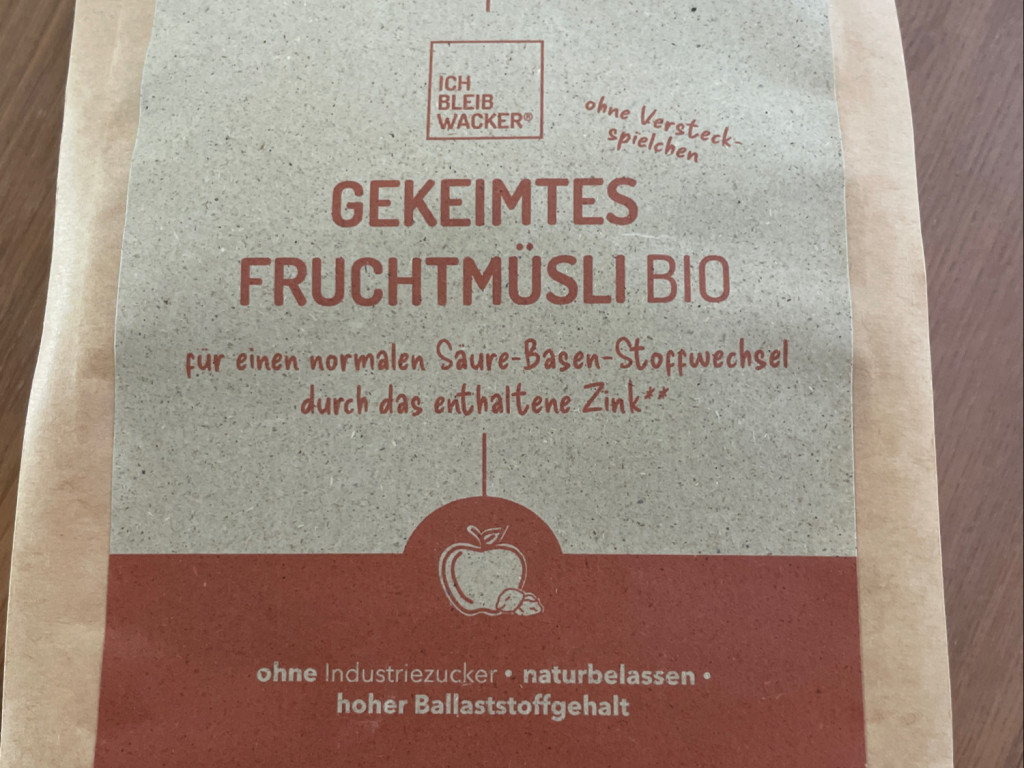 ICH
BLEIB
WACKER®
ohne Versteck-
spielchen
GEKEIMTES
FRUCHTMÜSLI BIO
für einen normalen Säure-Basen-Stoffwechsel
durch das enthaltene Zink**
ohne Industriezucker • naturbelassen •
hoher Ballaststoffgehalt